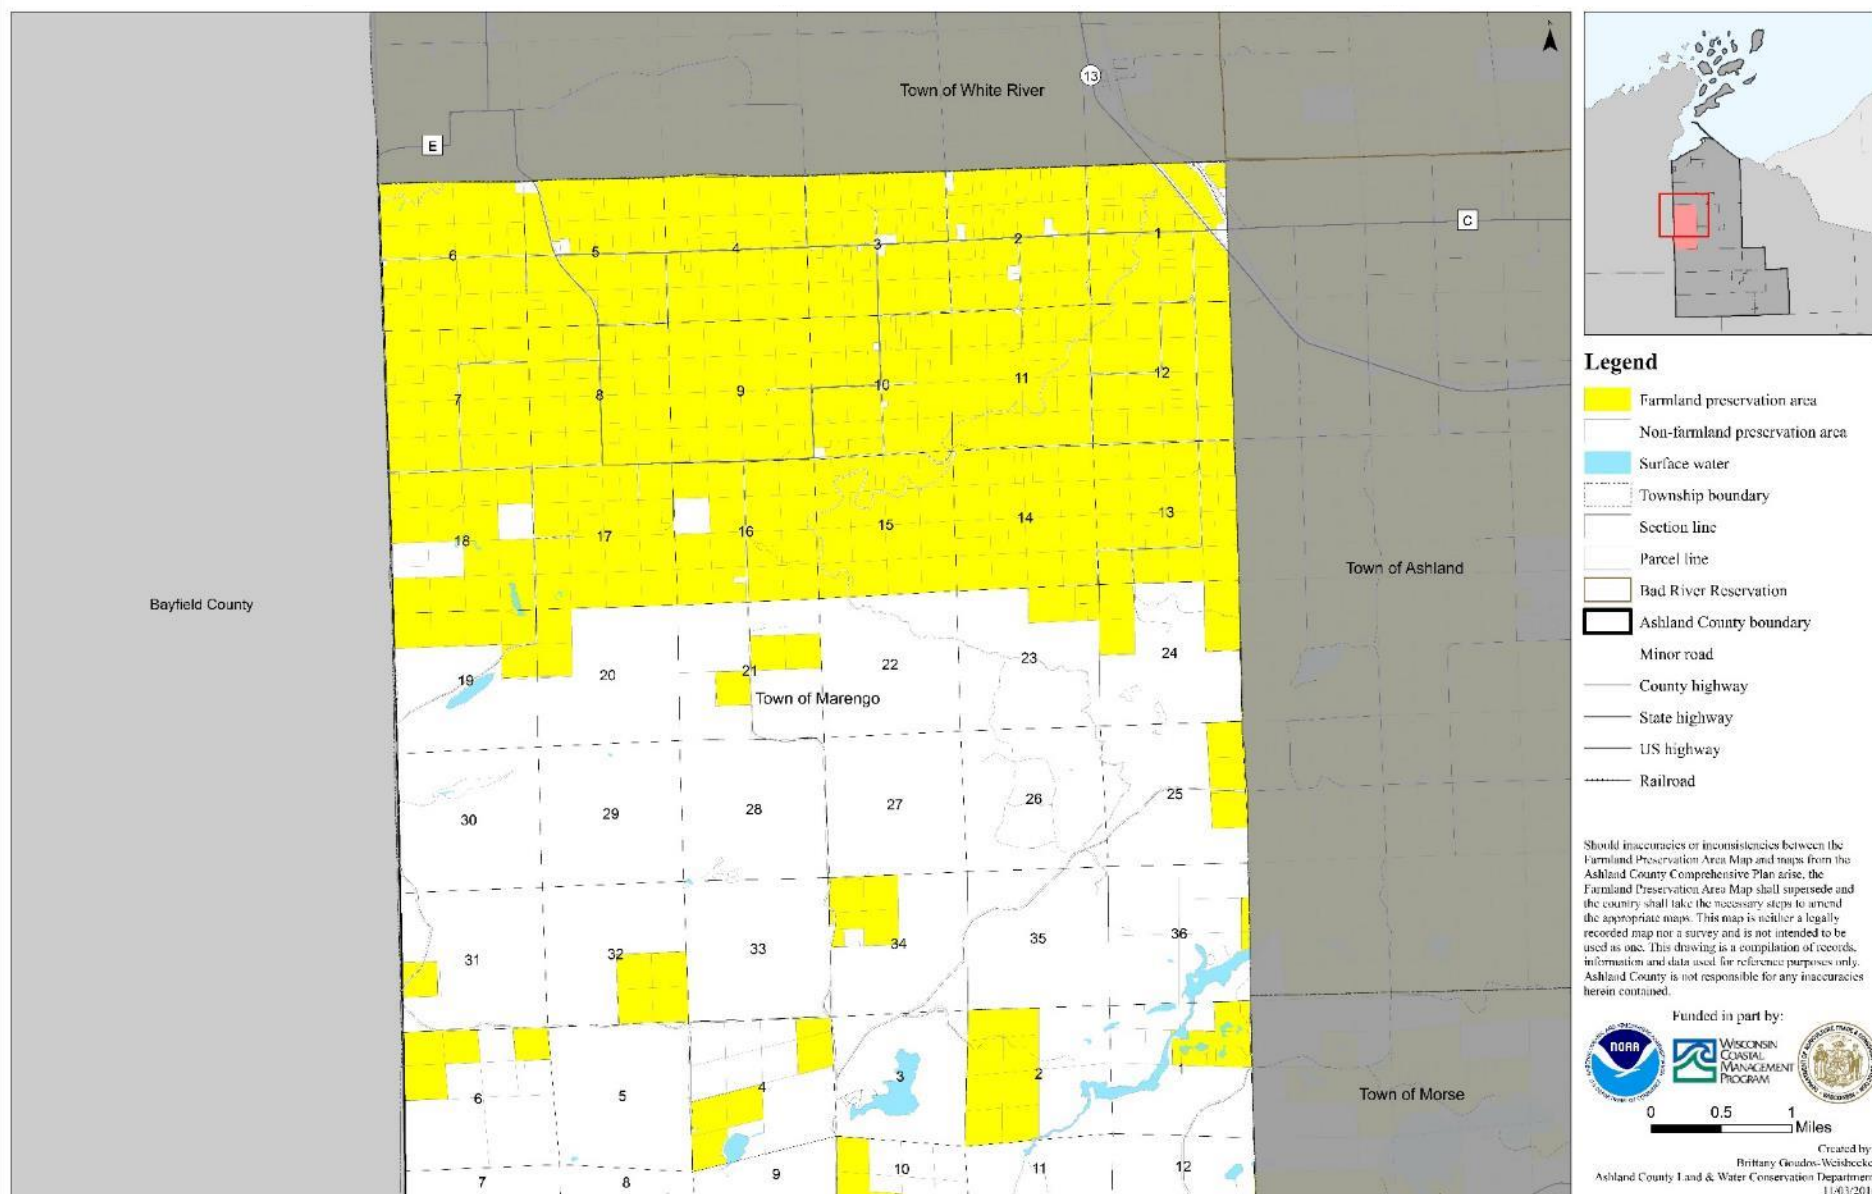 Town of White River
13
E
C
6
5
4
3
2
1
7
8
9
10
11
12
18
17
16
15
14
13
Bayfield County
Town of Ashland
19
20
21
22
23
24
Town of Marengo
30
29
28
27
26
25
31
32
33
34
35
36
6
5
4
3
2
1
Town of Morse
7
8
9
10
11
12
Legend
Farmland preservation area
Non-farmland preservation area
Surface water
Township boundary
Section line
Parcel line
Bad River Reservation
Ashland County boundary
Minor road
County highway
State highway
US highway
Railroad
Should inaccuracies or inconsistencies between the
Farmland Preservation Area Map and maps from the
Ashland County Comprehensive Plan arise, the
Farmland Preservation Area Map shall supersede and
the country shall take the necessary steps to amend
the appropriate maps. This map is neither a legally
recorded map nor a survey and is not intended to be
used as one. This drawing is a compilation of records,
information and data used for reference purposes only.
Ashland County is not responsible for any inaccuracies
herein contained.
Funded in part by:
NOAA
WISCONSIN
COASTAL
MANAGEMENT
PROGRAM
0 0.5 1
Miles
Created by
Brittany
Ashland County Land & Water Conservation Departmen
11/03/201